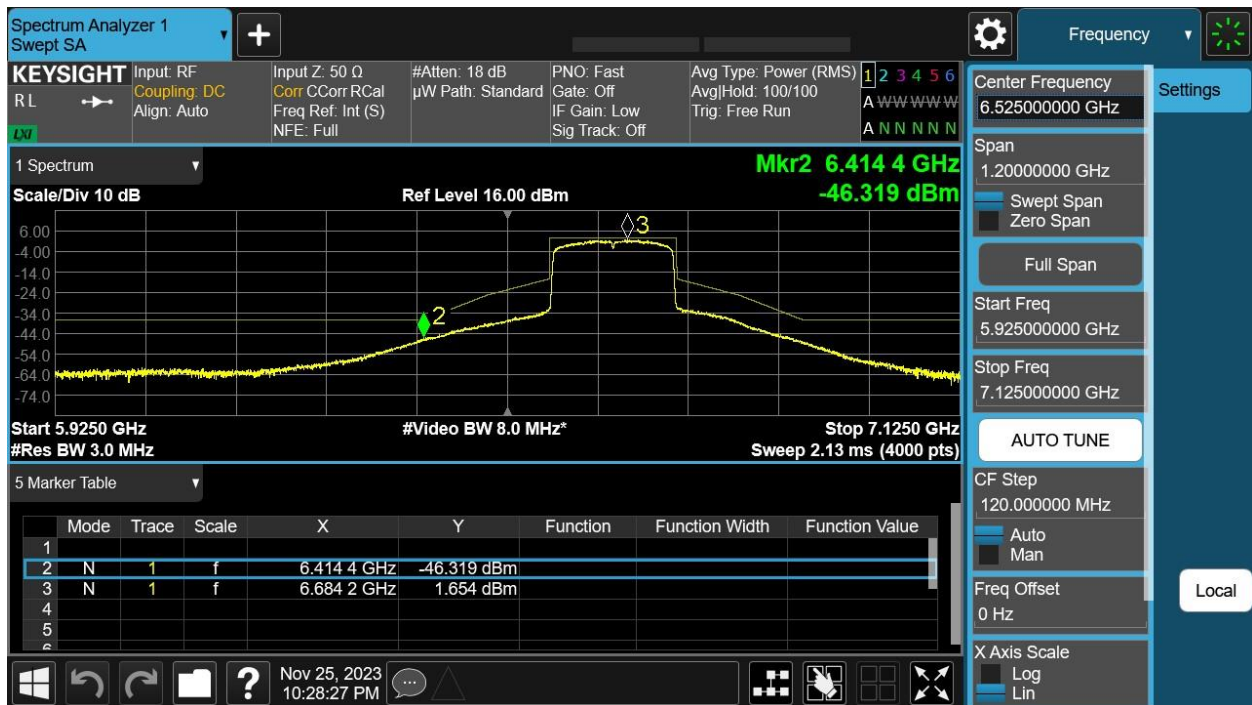 Spectrum Analyzer 1
Swept SA
+
Frequency
KEYSIGHT
RL
LXI
Input: RF
Coupling: DC
Align: Auto
Input Z: 50 Ω
Corr CCorr RCal
Freq Ref: Int (S)
NFE: Full
#Atten: 18 dB
µW Path: Standard
PNO: Fast
Gate: Off
IF Gain: Low
Sig Track: Off
Avg Type: Power (RMS)
Avg|Hold: 100/100
Trig: Free Run
1 2 3 4 5 6
A W W W W W
A N N N N N
1 Spectrum
Mkr2 6.414 4 GHz
Scale/Div 10 dB
Ref Level 16.00 dBm
-46.319 dBm
6.00
-4.00
-14.0
-24.0
-34.0
-44.0
-54.0
-64.0
-74.0
2
3
Start 5.9250 GHz
#Video BW 8.0 MHz*
Stop 7.1250 GHz
#Res BW 3.0 MHz
Sweep 2.13 ms (4000 pts)
5 Marker Table
Mode Trace Scale X Y Function Function Width Function Value
1
2 N 1 f 6.414 4 GHz -46.319 dBm
3 N 1 f 6.684 2 GHz 1.654 dBm
4
5
6
?
Nov 25, 2023
10:28:27 PM
Center Frequency
6.525000000 GHz
Span
1.20000000 GHz
Swept Span
Zero Span
Full Span
Start Freq
5.925000000 GHz
Stop Freq
7.125000000 GHz
AUTO TUNE
CF Step
120.000000 MHz
Auto
Man
Freq Offset
0 Hz
X Axis Scale
Log
Lin
Settings
Local